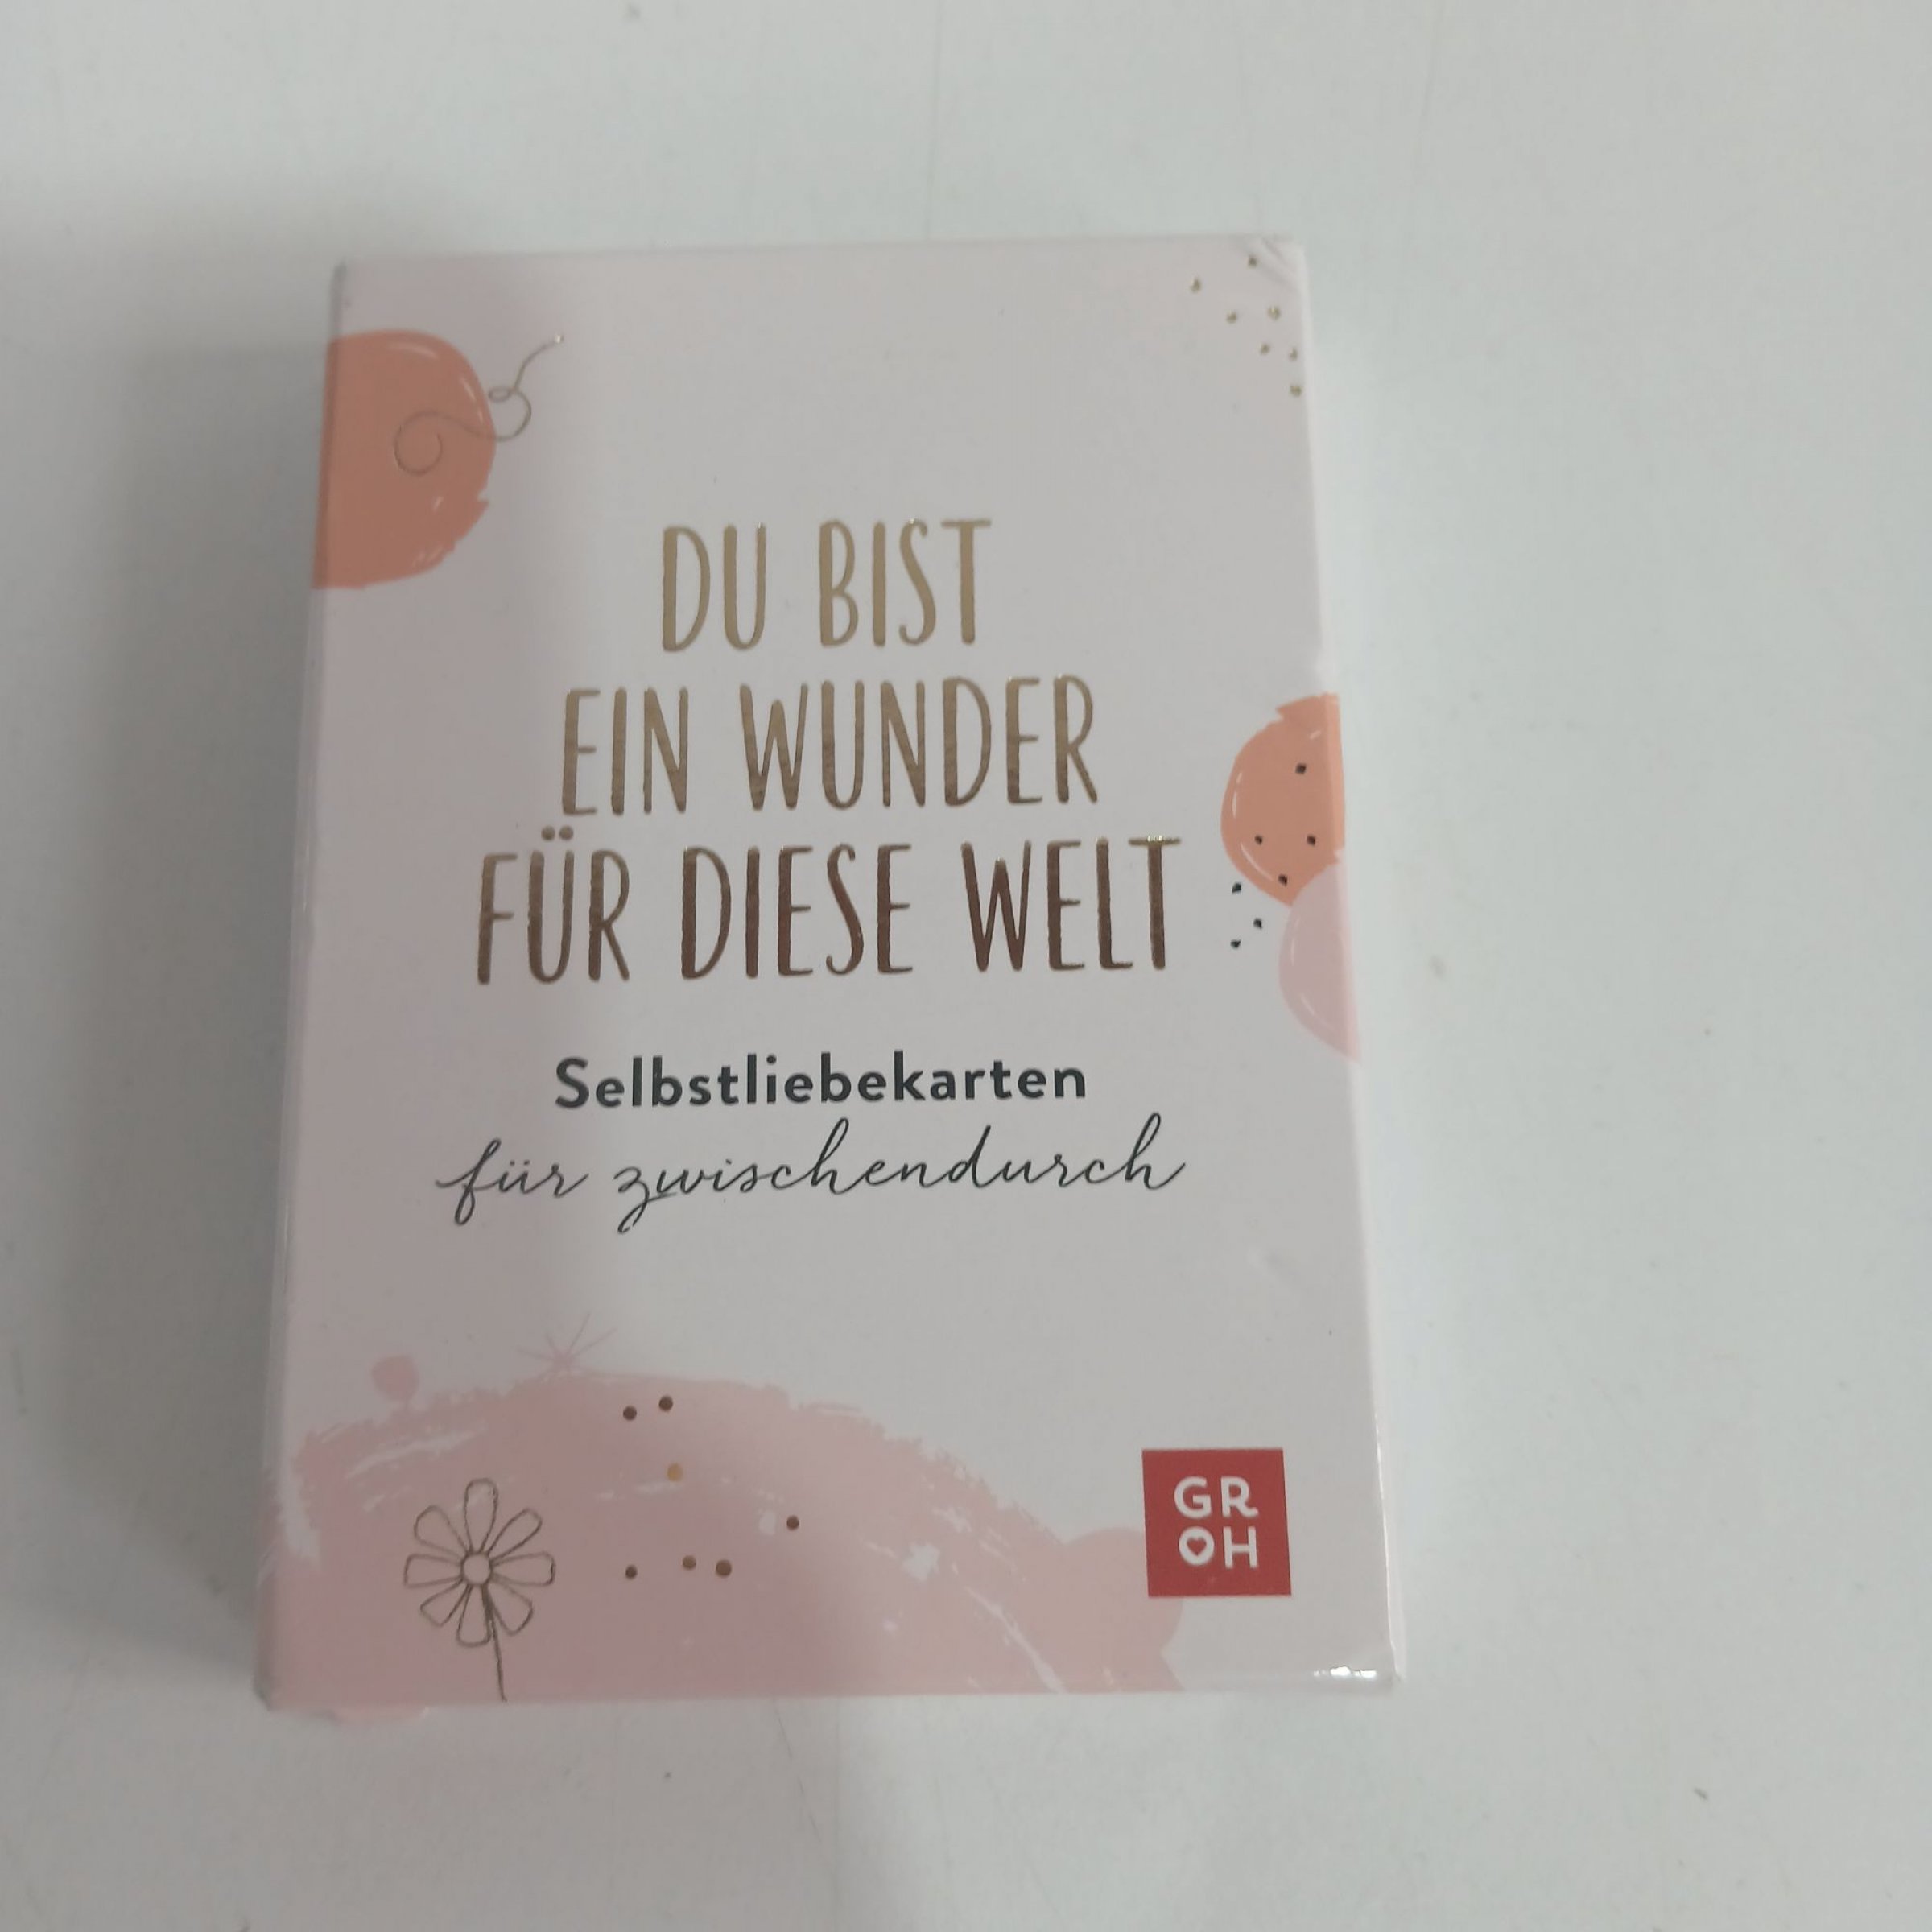 DU BIST
EIN WUNDER
FÜR DIESE WELT
Selbstliebekarten
für zwischendurch
GR
OH